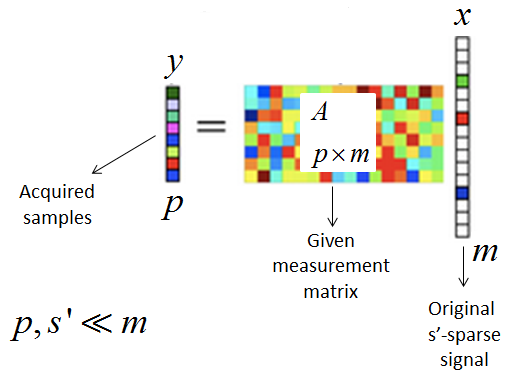 x
y
=
A
p×m
Acquired
samples
p
Given
measurement
matrix
m
Original
s'-sparse
signal
p, s' ≪ m